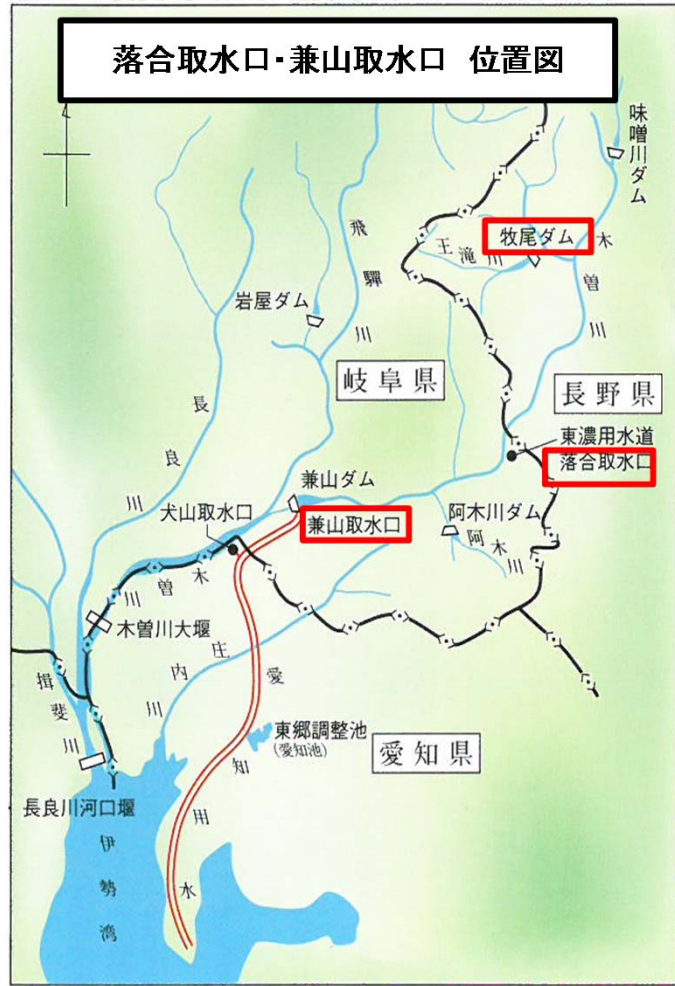 落合取水口・兼山取水口 位置図
味噌川ダム
牧尾ダム
王滝川
木曽川
飛騨川
岩屋ダム
岐阜県
長野県
長良川
東濃用水道
落合取水口
兼山ダム
犬山取水口
兼山取水口
阿木川ダム
阿木川
木曽川
木曽川大堰
庄内川
揖斐川
愛知用水
東郷調整池
(愛知池)
愛知県
長良川河口堰
伊勢湾